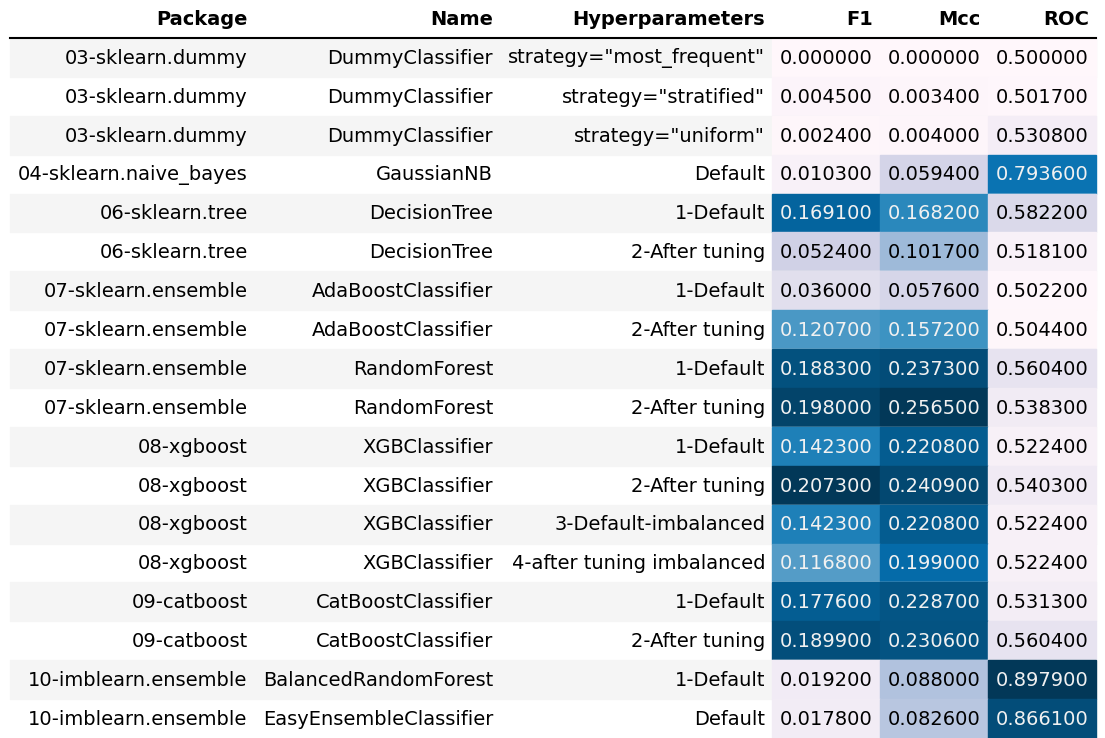 Package Name Hyperparameters F1 Mcc ROC
03-sklearn.dummy DummyClassifier strategy="most_frequent" 0.000000 0.000000 0.500000
03-sklearn.dummy DummyClassifier strategy="stratified" 0.004500 0.003400 0.501700
03-sklearn.dummy DummyClassifier strategy="uniform" 0.002400 0.004000 0.530800
04-sklearn.naive_bayes GaussianNB Default 0.010300 0.059400 0.793600
06-sklearn.tree DecisionTree 1-Default 0.169100 0.168200 0.582200
06-sklearn.tree DecisionTree 2-After tuning 0.052400 0.101700 0.518100
07-sklearn.ensemble AdaBoostClassifier 1-Default 0.036000 0.057600 0.502200
07-sklearn.ensemble AdaBoostClassifier 2-After tuning 0.120700 0.157200 0.504400
07-sklearn.ensemble RandomForest 1-Default 0.188300 0.237300 0.560400
07-sklearn.ensemble RandomForest 2-After tuning 0.198000 0.256500 0.538300
08-xgboost XGBClassifier 1-Default 0.142300 0.220800 0.522400
08-xgboost XGBClassifier 2-After tuning 0.207300 0.240900 0.540300
08-xgboost XGBClassifier 3-Default-imbalanced 0.142300 0.220800 0.522400
08-xgboost XGBClassifier 4-after tuning imbalanced 0.116800 0.199000 0.522400
09-catboost CatBoostClassifier 1-Default 0.177600 0.228700 0.531300
09-catboost CatBoostClassifier 2-After tuning 0.189900 0.230600 0.560400
10-imblearn.ensemble BalancedRandomForest 1-Default 0.019200 0.088000 0.897900
10-imblearn.ensemble EasyEnsembleClassifier Default 0.017800 0.082600 0.866100